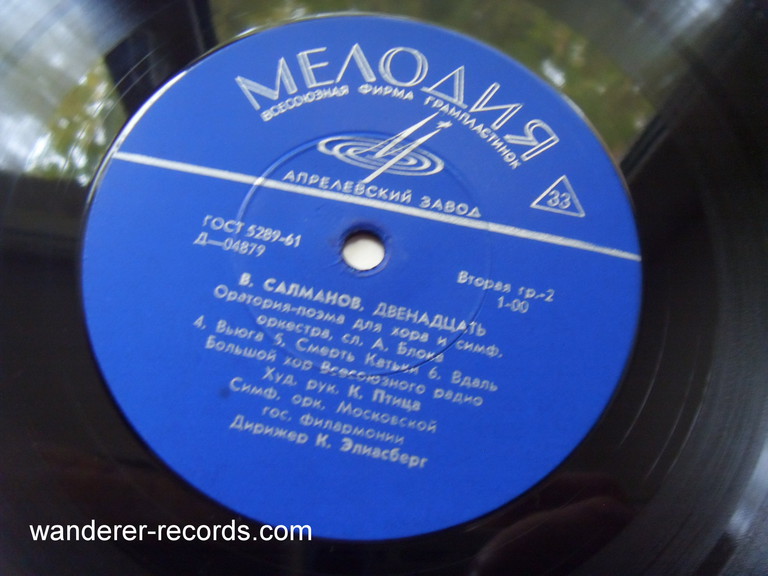 МЕЛОДИЯ
ВСЕСОЮЗНАЯ ФИРМА ГРАМПЛАСТИНОК
АПРЕЛЕВСКИЙ ЗАВОД
33
ГОСТ 5289-61
Д—04879
Вторая гр.-2
1-00
В. САЛМАНОВ, ДВЕНАДЦАТЬ
Оратория-поэма для хора и симф.
оркестра, сл. А. Блока
4. Вьюга 5. Смерть Катьки 6. Вдаль
Большой хор Всесоюзного радио
Худ. рук. К. Птица
Симф. орк. Московской
гос. филармонии
Дирижер К. Элиасберг
wanderer-records.com